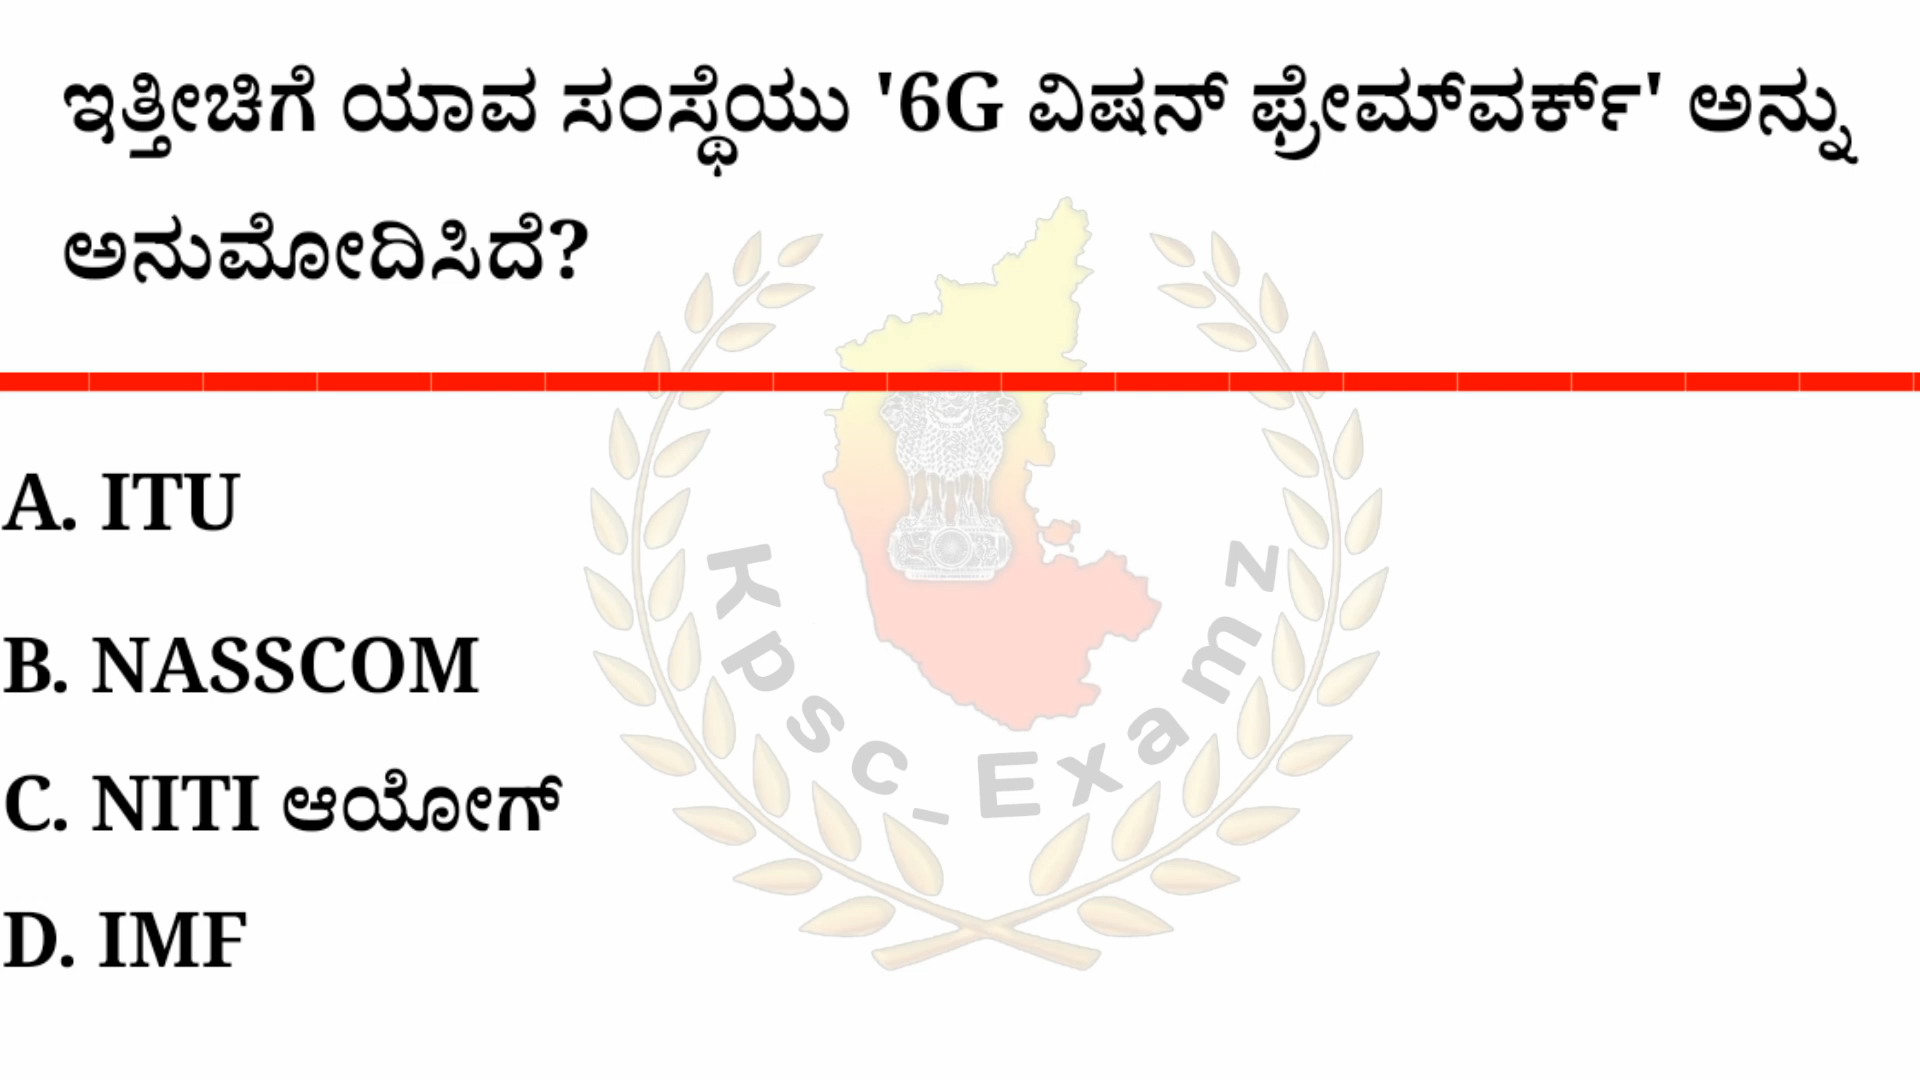 ಇತ್ತೀಚಿಗೆ ಯಾವ ಸಂಸ್ಥೆಯು '6G ವಿಷನ್ ಫ್ರೇಮ್‌ವರ್ಕ್' ಅನ್ನು
ಅನುಮೋದಿಸಿದೆ?
A. ITU
B. NASSCOM
C. NITI ಆಯೋಗ್
D. IMF
Kpsc_Examz